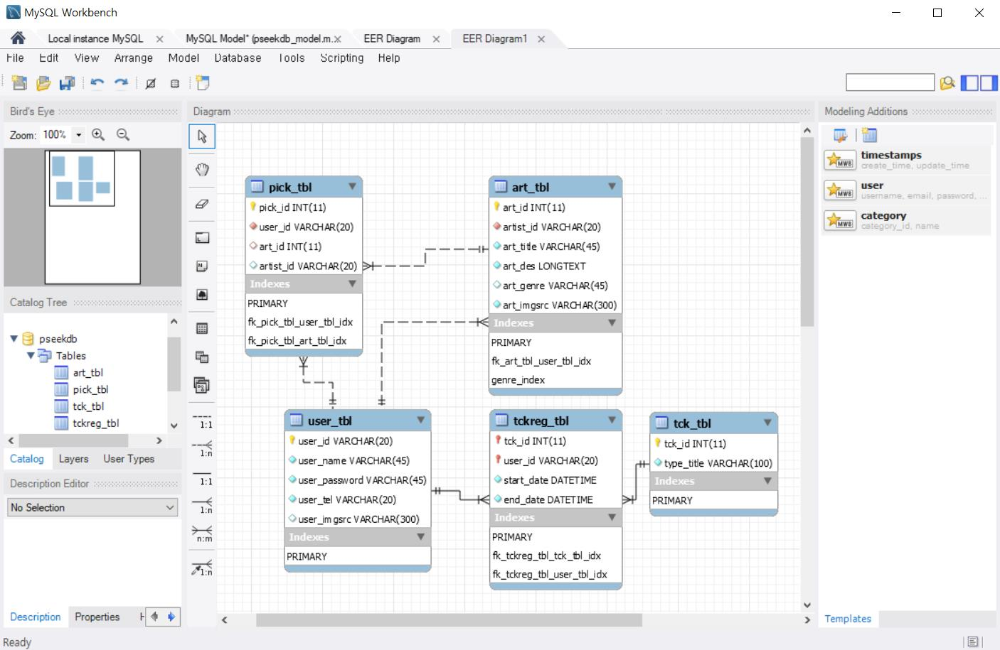 MySQL Workbench
Local instance MySQL
MySQL Model* (pseekdb_model.m...
EER Diagram
EER Diagram1
File Edit View Arrange Model Database Tools Scripting Help
Bird's Eye
Zoom: 100%
Catalog Tree
pseekdb
Tables
art_tbl
pick_tbl
tck_tbl
tckreg_tbl
Catalog Layers User Types
Description Editor
No Selection
Description Properties H
Diagram
1:1
1:n
1:1
1:n
n:m
1:n
pick_tbl
pick_id INT(11)
user_id VARCHAR(20)
art_id INT(11)
artist_id VARCHAR(20)
Indexes
PRIMARY
fk_pick_tbl_user_tbl_idx
fk_pick_tbl_art_tbl_idx
art_tbl
art_id INT(11)
artist_id VARCHAR(20)
art_title VARCHAR(45)
art_des LONGTEXT
art_genre VARCHAR(45)
art_imgsrc VARCHAR(300)
Indexes
PRIMARY
fk_art_tbl_user_tbl_idx
genre_index
user_tbl
user_id VARCHAR(20)
user_name VARCHAR(45)
user_password VARCHAR(45)
user_tel VARCHAR(20)
user_imgsrc VARCHAR(300)
Indexes
PRIMARY
tckreg_tbl
tck_id INT(11)
user_id VARCHAR(20)
start_date DATETIME
end_date DATETIME
Indexes
PRIMARY
fk_tckreg_tbl_tck_tbl_idx
fk_tckreg_tbl_user_tbl_idx
tck_tbl
tck_id INT(11)
type_title VARCHAR(100)
Indexes
PRIMARY
Modeling Additions
MWB
timestamps
create_time, update_time
MWB
user
username, email, password, ...
MWB
category
category_id, name
Templates
Ready